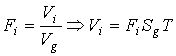 F_i = V_i / V_g ⇒ V_i = F_i S_g T